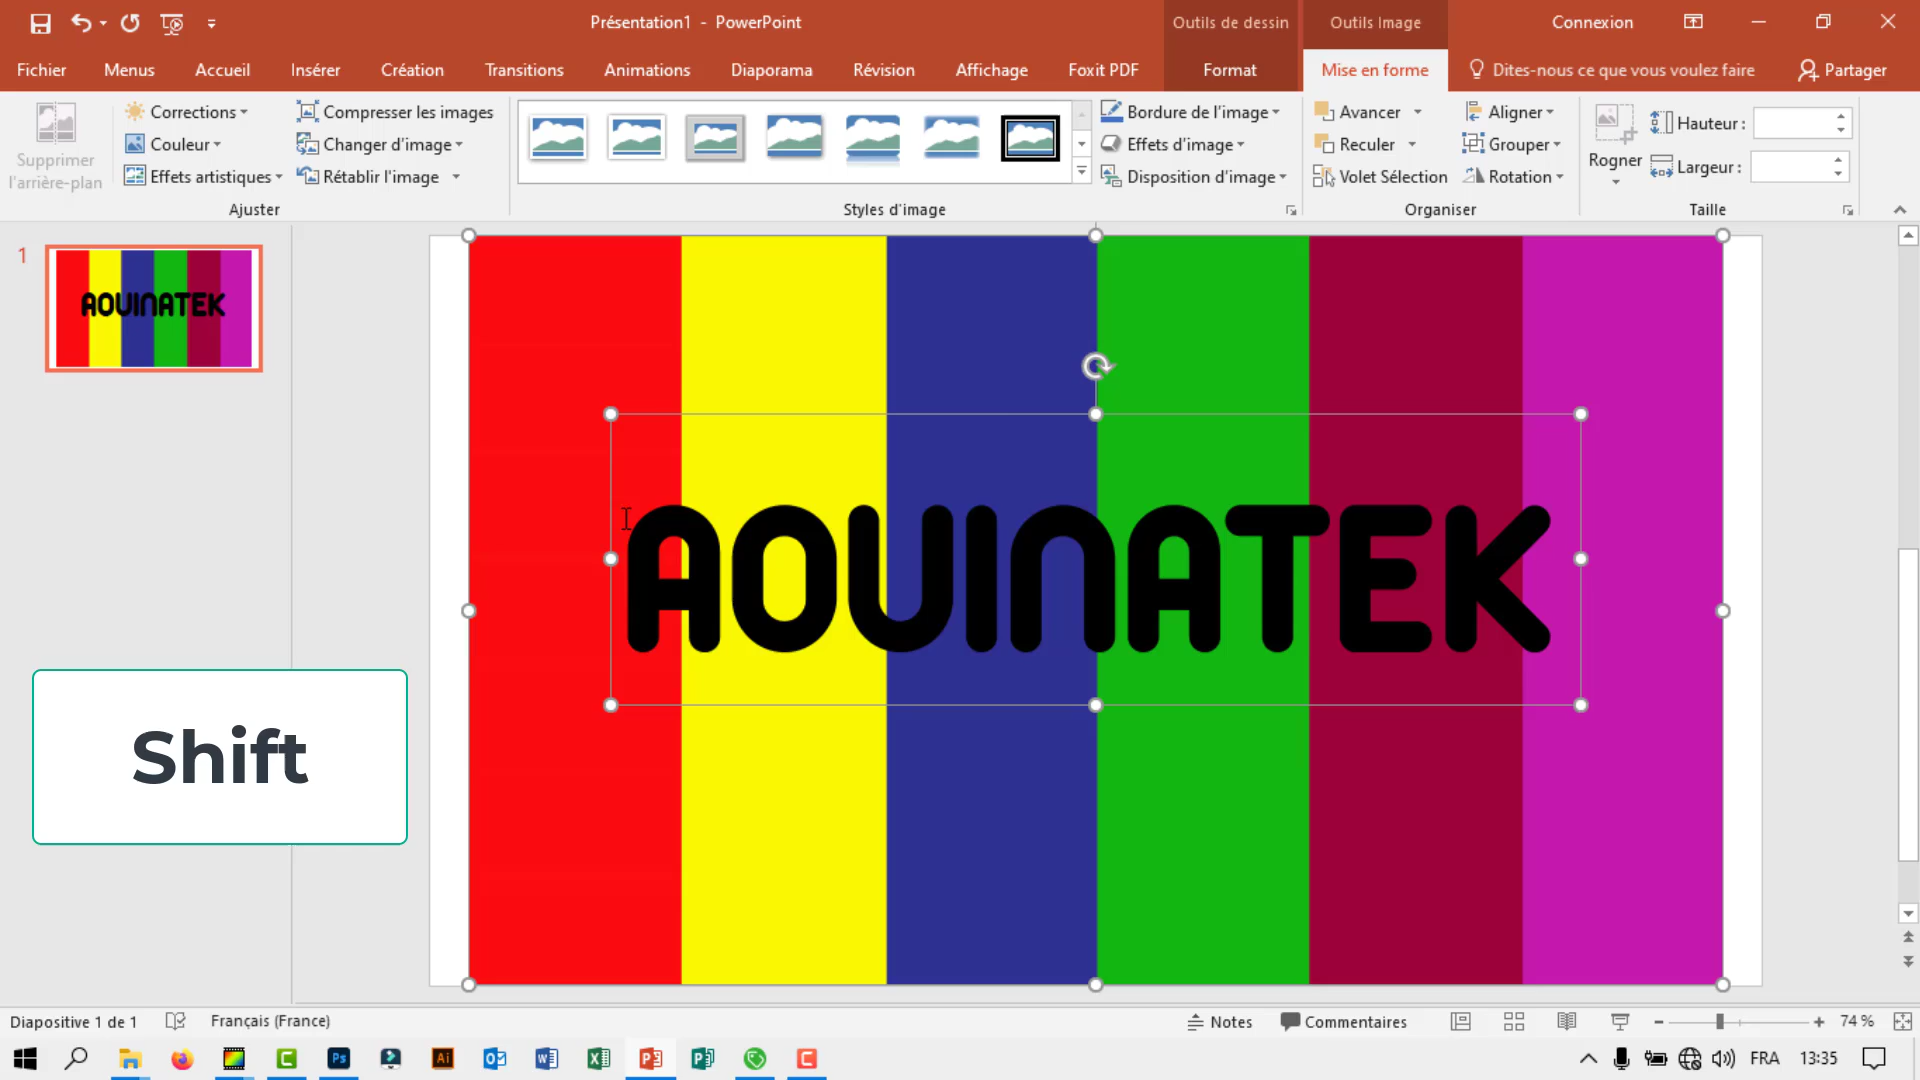 Présentation1 - PowerPoint
Outils de dessin
Outils Image
Connexion
Fichier
Menus
Accueil
Insérer
Création
Transitions
Animations
Diaporama
Révision
Affichage
Foxit PDF
Format
Mise en forme
Dites-nous ce que vous voulez faire
Partager
Supprimer
l'arrière-plan
Corrections
Couleur
Effets artistiques
Compresser les images
Changer d'image
Rétablir l'image
Ajuster
Styles d'image
Bordure de l'image
Effets d'image
Disposition d'image
Avancer
Reculer
Volet Sélection
Aligner
Grouper
Rotation
Organiser
Rogner
Hauteur :
Largeur :
Taille
1
AOUINATEK
AOUINATEK
Shift
Diapositive 1 de 1
Français (France)
Notes
Commentaires
74 %
Ps
Ai
FRA
13:35